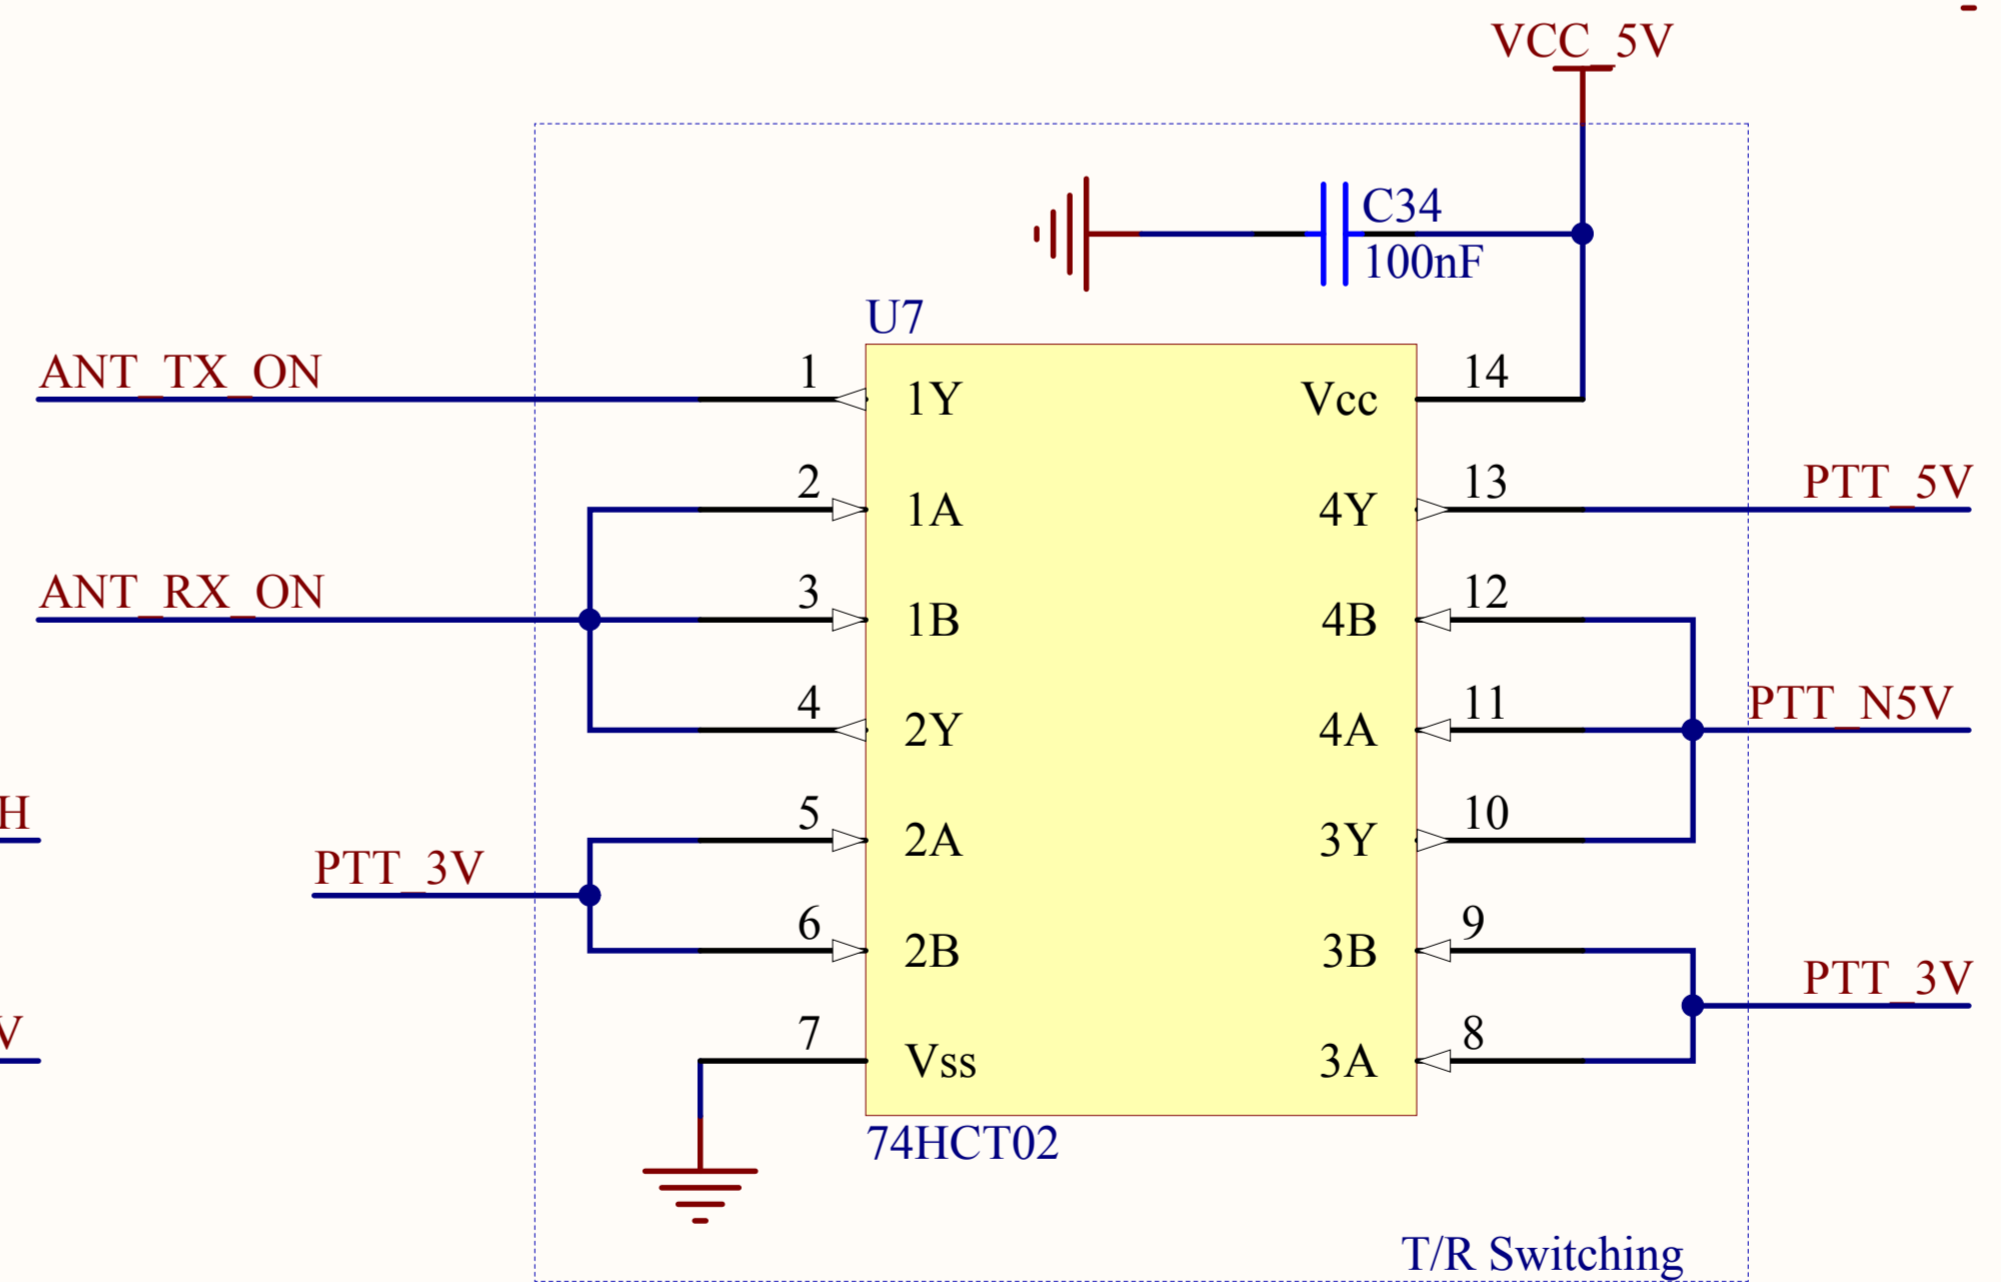 VCC_5V
C34
100nF
U7
ANT_TX_ON
1
1Y
Vcc
14
2
1A
4Y
13
PTT_5V
ANT_RX_ON
3
1B
4B
12
4
2Y
4A
11
PTT_N5V
H
5
2A
3Y
10
PTT_3V
6
2B
3B
9
PTT_3V
V
7
Vss
3A
8
74HCT02
T/R Switching